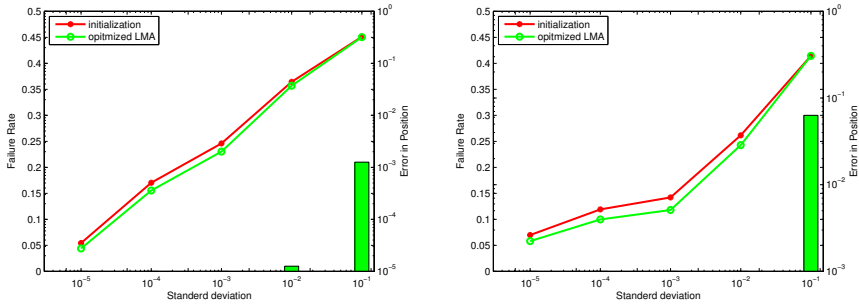 0.5
0.45
0.4
0.35
0.3
0.25
0.2
0.15
0.1
0.05
0
Failure Rate
initialization
opitmized LMA
10^0
10^-1
10^-2
10^-3
10^-4
10^-5
Error in Position
10^-5 10^-4 10^-3 10^-2 10^-1
Standerd deviation
0.5
0.45
0.4
0.35
0.3
0.25
0.2
0.15
0.1
0.05
0
Failure Rate
initialization
opitmized LMA
10^0
10^-1
10^-2
10^-3
Error in Position
10^-5 10^-4 10^-3 10^-2 10^-1
Standerd deviation